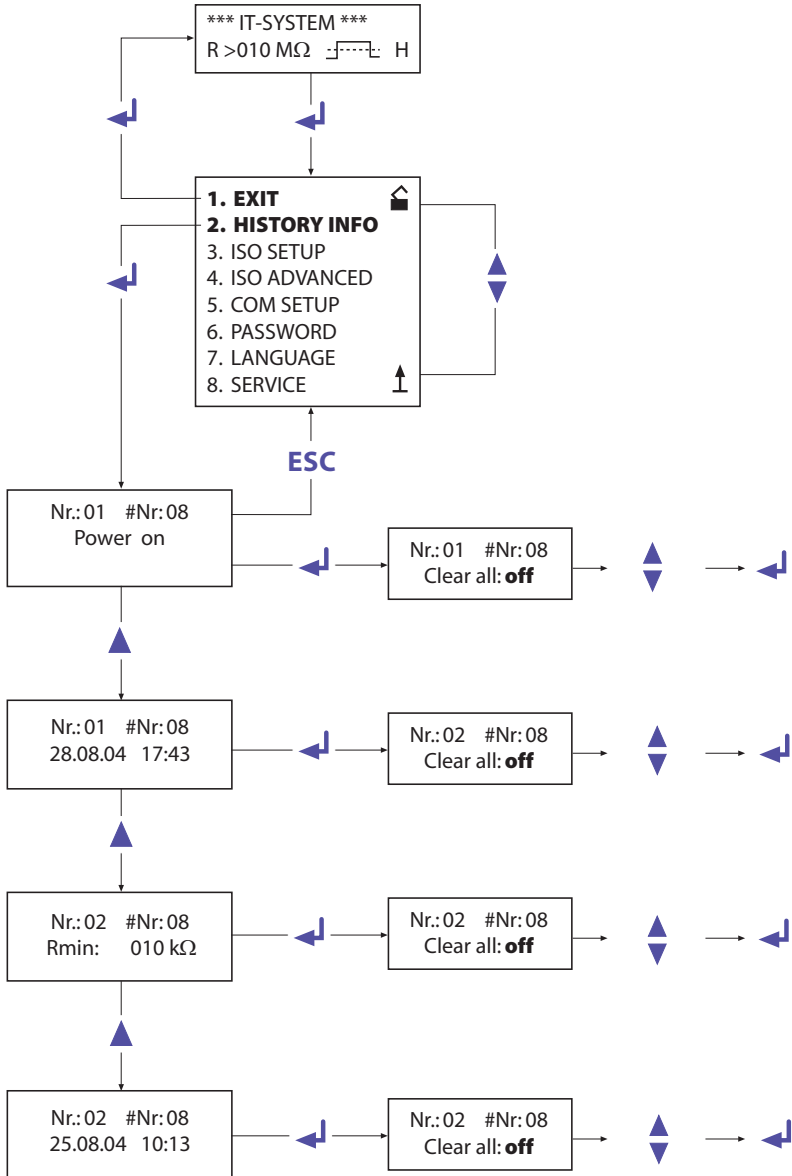 *** IT-SYSTEM ***
R >010 MΩ H
1. EXIT
2. HISTORY INFO
3. ISO SETUP
4. ISO ADVANCED
5. COM SETUP
6. PASSWORD
7. LANGUAGE
8. SERVICE
ESC
Nr.: 01 #Nr: 08
Power on
Nr.: 01 #Nr: 08
Clear all: off
Nr.: 01 #Nr: 08
28.08.04 17:43
Nr.: 02 #Nr: 08
Clear all: off
Nr.: 02 #Nr: 08
Rmin: 010 kΩ
Nr.: 02 #Nr: 08
Clear all: off
Nr.: 02 #Nr: 08
25.08.04 10:13
Nr.: 02 #Nr: 08
Clear all: off